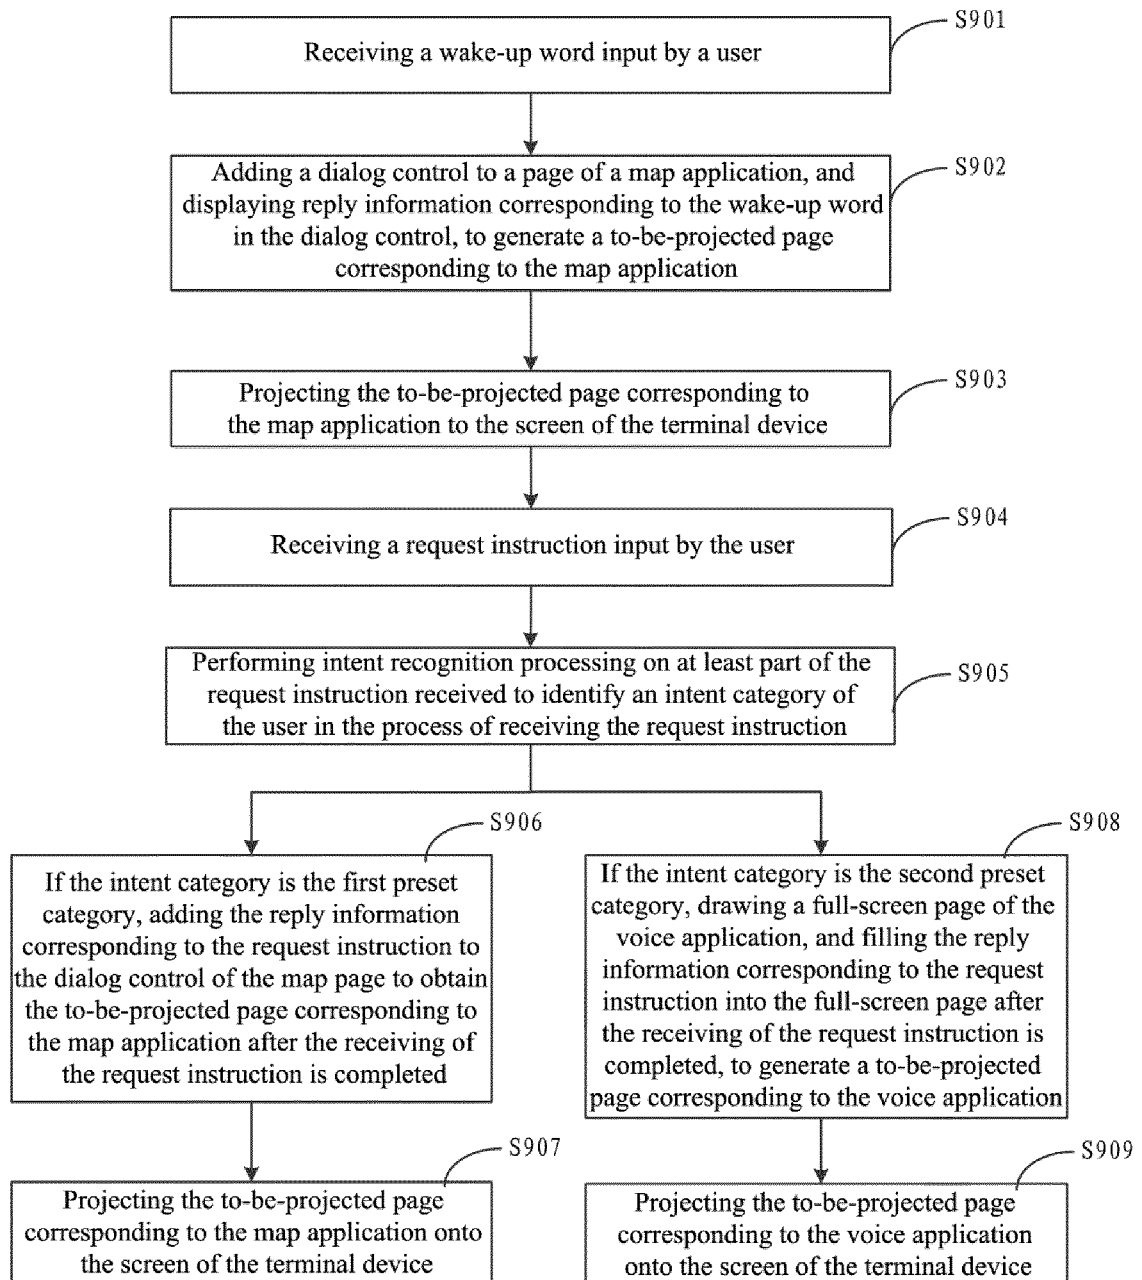 S901
Receiving a wake-up word input by a user
S902
Adding a dialog control to a page of a map application, and
displaying reply information corresponding to the wake-up word
in the dialog control, to generate a to-be-projected page
corresponding to the map application
S903
Projecting the to-be-projected page corresponding to
the map application to the screen of the terminal device
S904
Receiving a request instruction input by the user
S905
Performing intent recognition processing on at least part of the
request instruction received to identify an intent category of
the user in the process of receiving the request instruction
S906
If the intent category is the first preset
category, adding the reply information
corresponding to the request instruction to
the dialog control of the map page to obtain
the to-be-projected page corresponding to
the map application after the receiving of
the request instruction is completed
S907
Projecting the to-be-projected page
corresponding to the map application onto
the screen of the terminal device
S908
If the intent category is the second preset
category, drawing a full-screen page of the
voice application, and filling the reply
information corresponding to the request
instruction into the full-screen page after
the receiving of the request instruction is
completed, to generate a to-be-projected
page corresponding to the voice application
S909
Projecting the to-be-projected page
corresponding to the voice application
onto the screen of the terminal device